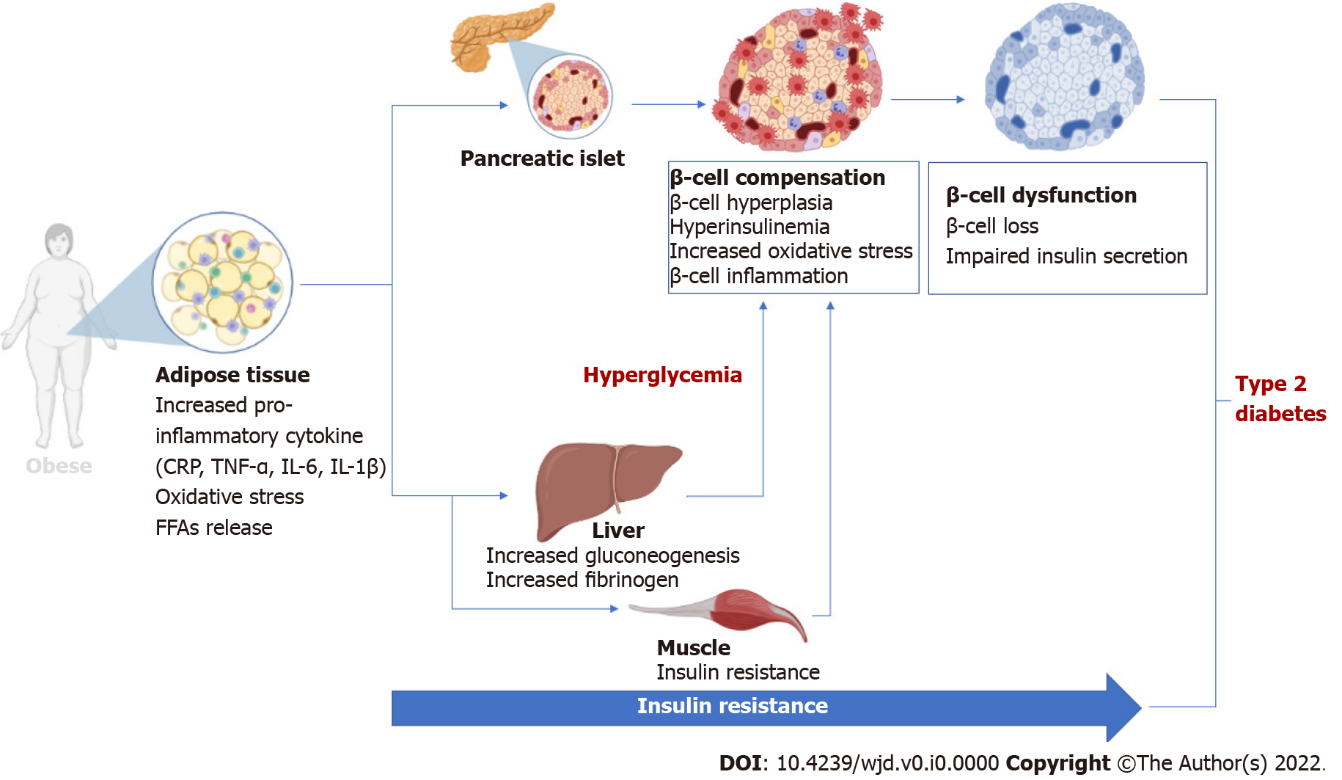 Pancreatic islet
β-cell compensation
β-cell hyperplasia
Hyperinsulinemia
Increased oxidative stress
β-cell inflammation
β-cell dysfunction
β-cell loss
Impaired insulin secretion
Obese
Adipose tissue
Increased pro-
inflammatory cytokine
(CRP, TNF-α, IL-6, IL-1β)
Oxidative stress
FFAs release
Hyperglycemia
Liver
Increased gluconeogenesis
Increased fibrinogen
Muscle
Insulin resistance
Insulin resistance
Type 2
diabetes
DOI: 10.4239/wjd.v0.i0.0000 Copyright ©The Author(s) 2022.